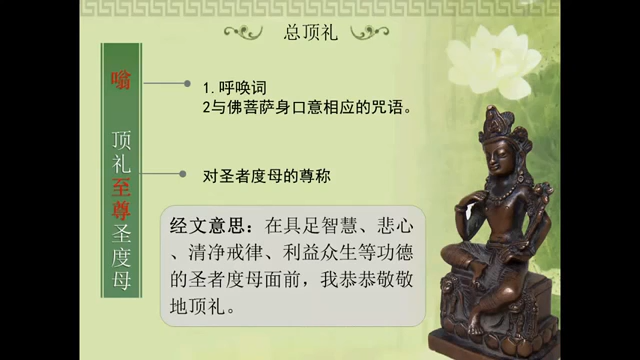 总顶礼
嗡 顶礼至尊圣度母
1.呼唤词
2与佛菩萨身口意相应的咒语。
对圣者度母的尊称
经文意思：在具足智慧、悲心
、清净戒律、利益众生等功德
的圣者度母面前，我恭恭敬敬
地顶礼。